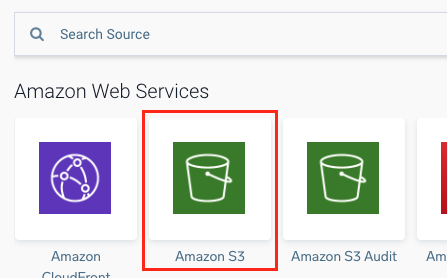 Search Source
Amazon Web Services
Amazon
CloudFront
Amazon S3
Amazon S3 Audit